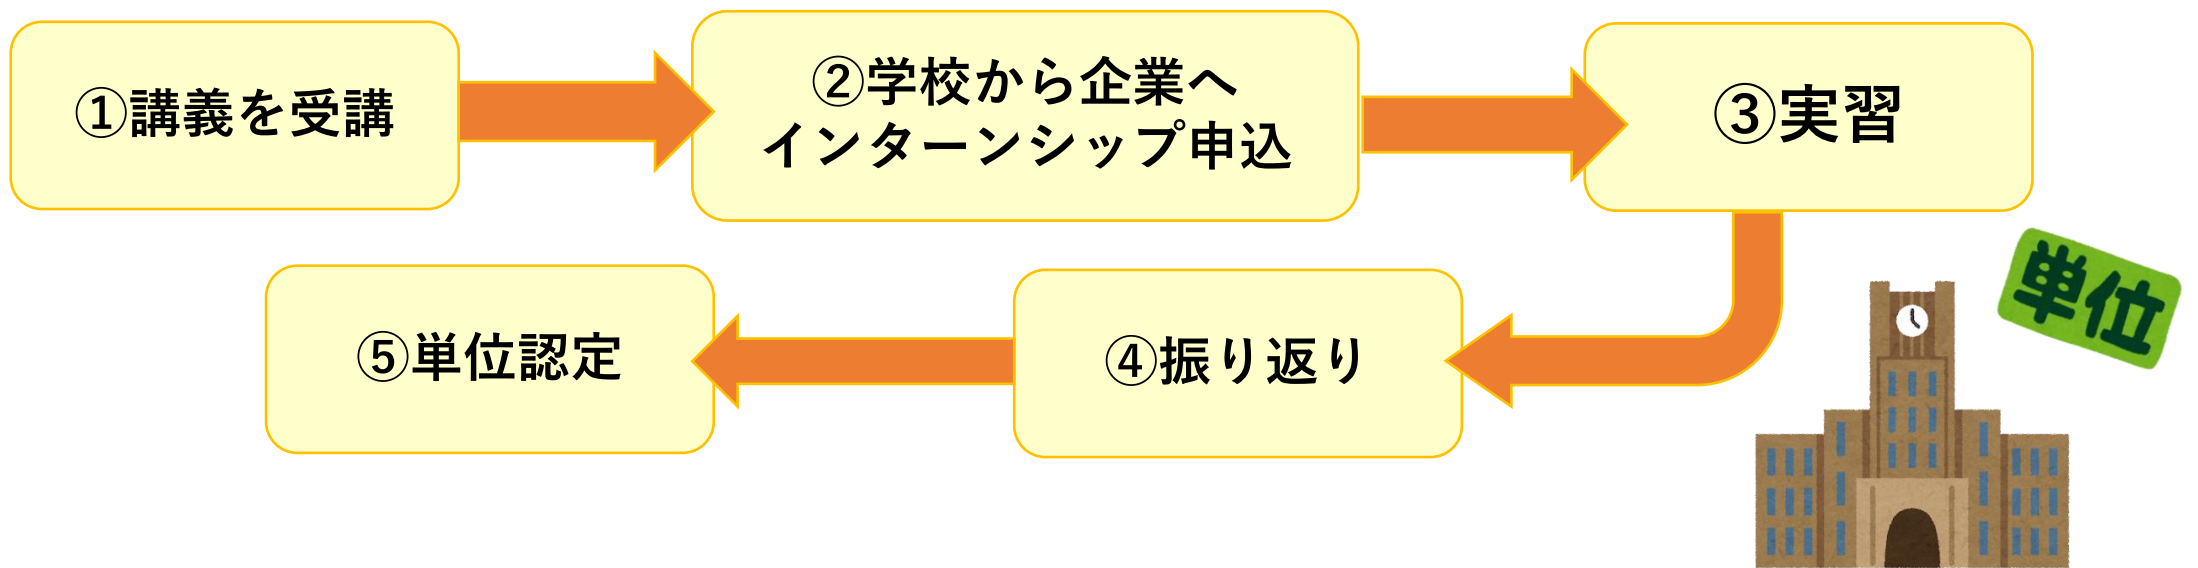 ①講義を受講
②学校から企業へ
インターンシップ申込
③実習
④振り返り
⑤単位認定
単位